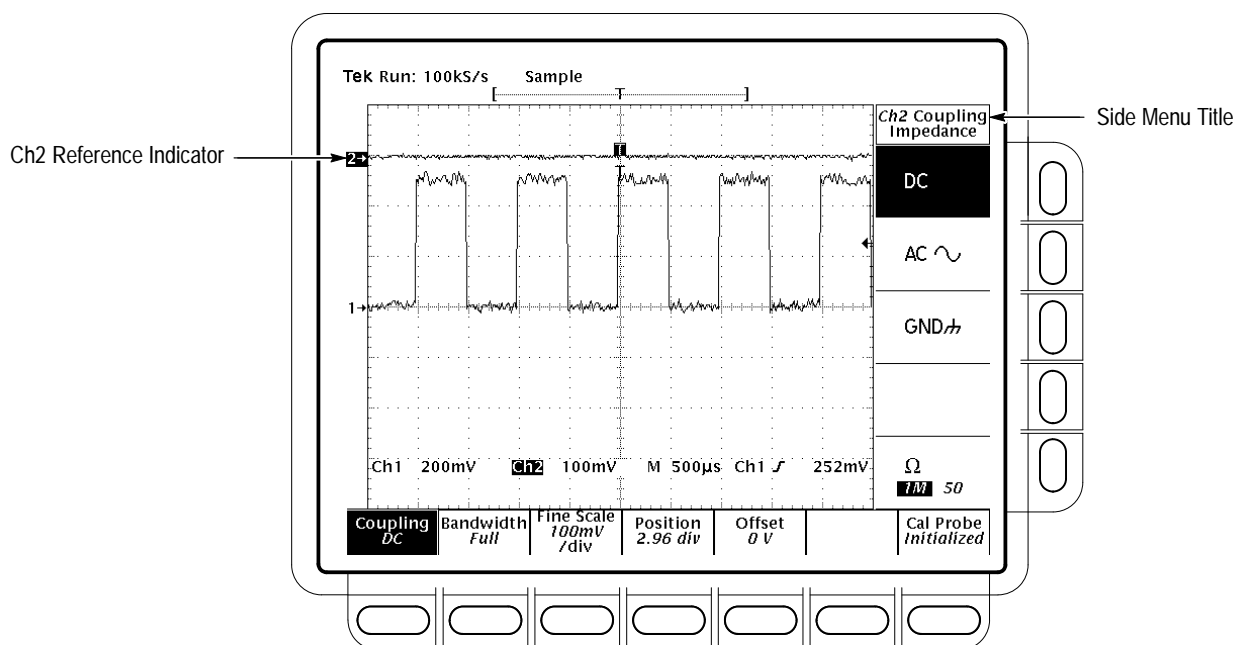 Tek Run: 100kS/s Sample
[ T ]
Ch2 Coupling
Impedance
Side Menu Title
Ch2 Reference Indicator
2
T
DC
AC
1
GND
Ch1 200mV Ch2 100mV M 500µs Ch1 252mV
Ω
1M 50
Coupling
DC
Bandwidth
Full
Fine Scale
100mV
/div
Position
2.96 div
Offset
0 V
Cal Probe
Initialized